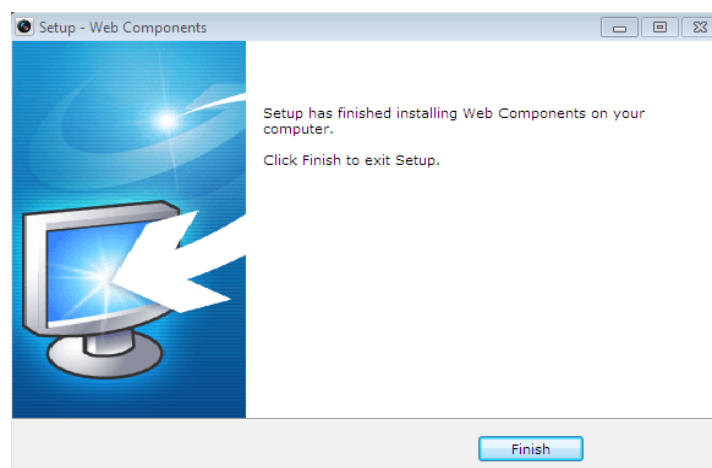 Setup - Web Components
Setup has finished installing Web Components on your
computer.
Click Finish to exit Setup.
Finish